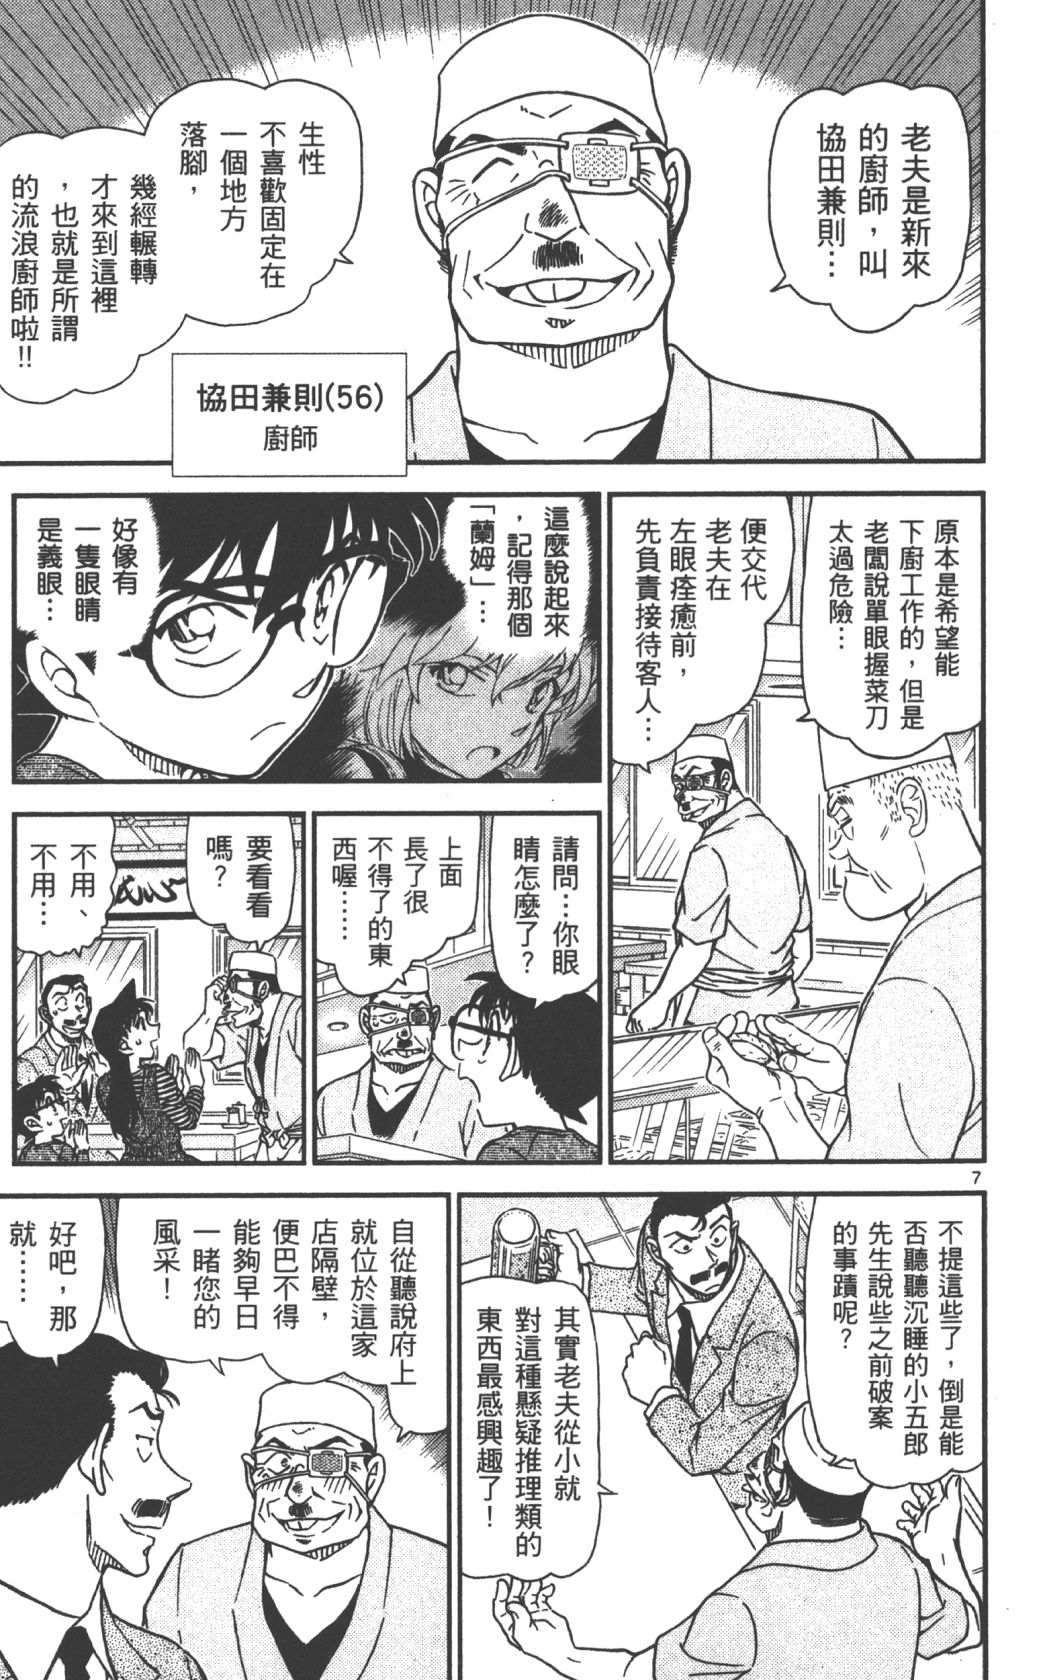 老夫是新來
的廚師，叫
協田兼則…
生性
不喜歡固定在
一個地方
落腳，
幾經輾轉
才來到這裡
，也就是所謂
的流浪廚師啦!!
協田兼則(56)
廚師
原本是希望能
下廚工作的，但是
老闆說單眼握菜刀
太過危險…
便交代
老夫在
左眼痊癒前，
先負責接待客人…
這麼說起來
，記得那個
「蘭姆」…
好像有
一隻眼睛
是義眼…
請問…你眼
睛怎麼了？
上面
長了很
不得了的東
西喔……
要看看
嗎？
不用、
不用…
7
不提這些了，倒是能
否聽聽沉睡的小五郎
先生說些之前破案
的事蹟呢？
其實老夫從小就
對這種懸疑推理類的
東西最感興趣了！
自從聽說府上
就位於這家
店隔壁，
便巴不得
能夠早日
一睹您的
風采！
好吧，那
就……